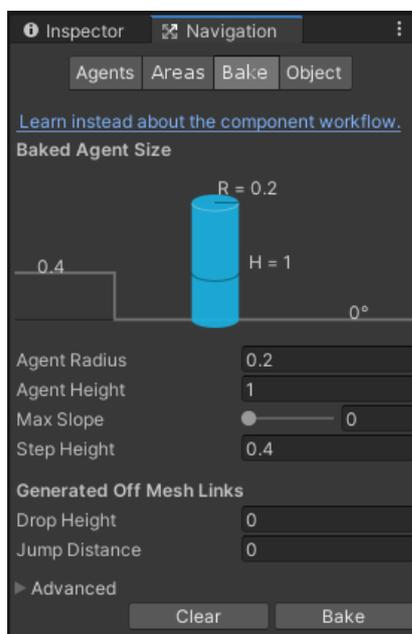 Inspector Navigation
Agents Areas Bake Object
Learn instead about the component workflow.
Baked Agent Size
R = 0.2
0.4 H = 1
0°
Agent Radius 0.2
Agent Height 1
Max Slope 0
Step Height 0.4
Generated Off Mesh Links
Drop Height 0
Jump Distance 0
Advanced
Clear Bake